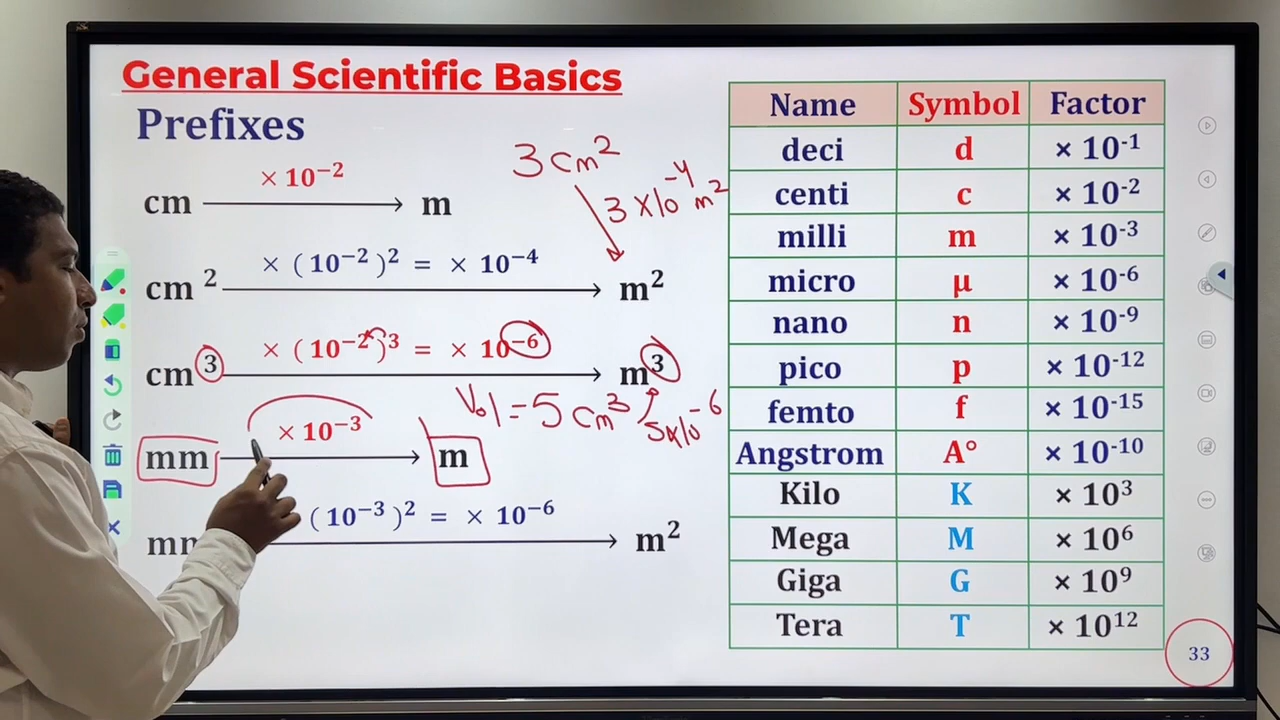 General Scientific Basics
Prefixes
cm × 10⁻² m
3 cm²
3 × 10⁻⁴ m²
cm² × (10⁻²)² = × 10⁻⁴ m²
cm³ × (10⁻²)³ = × 10⁻⁶ m³
Vol = 5 cm³
5×10⁻⁶
mm × 10⁻³ m
(10⁻³)² = × 10⁻⁶ m²
Name Symbol Factor
deci d × 10⁻¹
centi c × 10⁻²
milli m × 10⁻³
micro μ × 10⁻⁶
nano n × 10⁻⁹
pico p × 10⁻¹²
femto f × 10⁻¹⁵
Angstrom A° × 10⁻¹⁰
Kilo K × 10³
Mega M × 10⁶
Giga G × 10⁹
Tera T × 10¹²
33